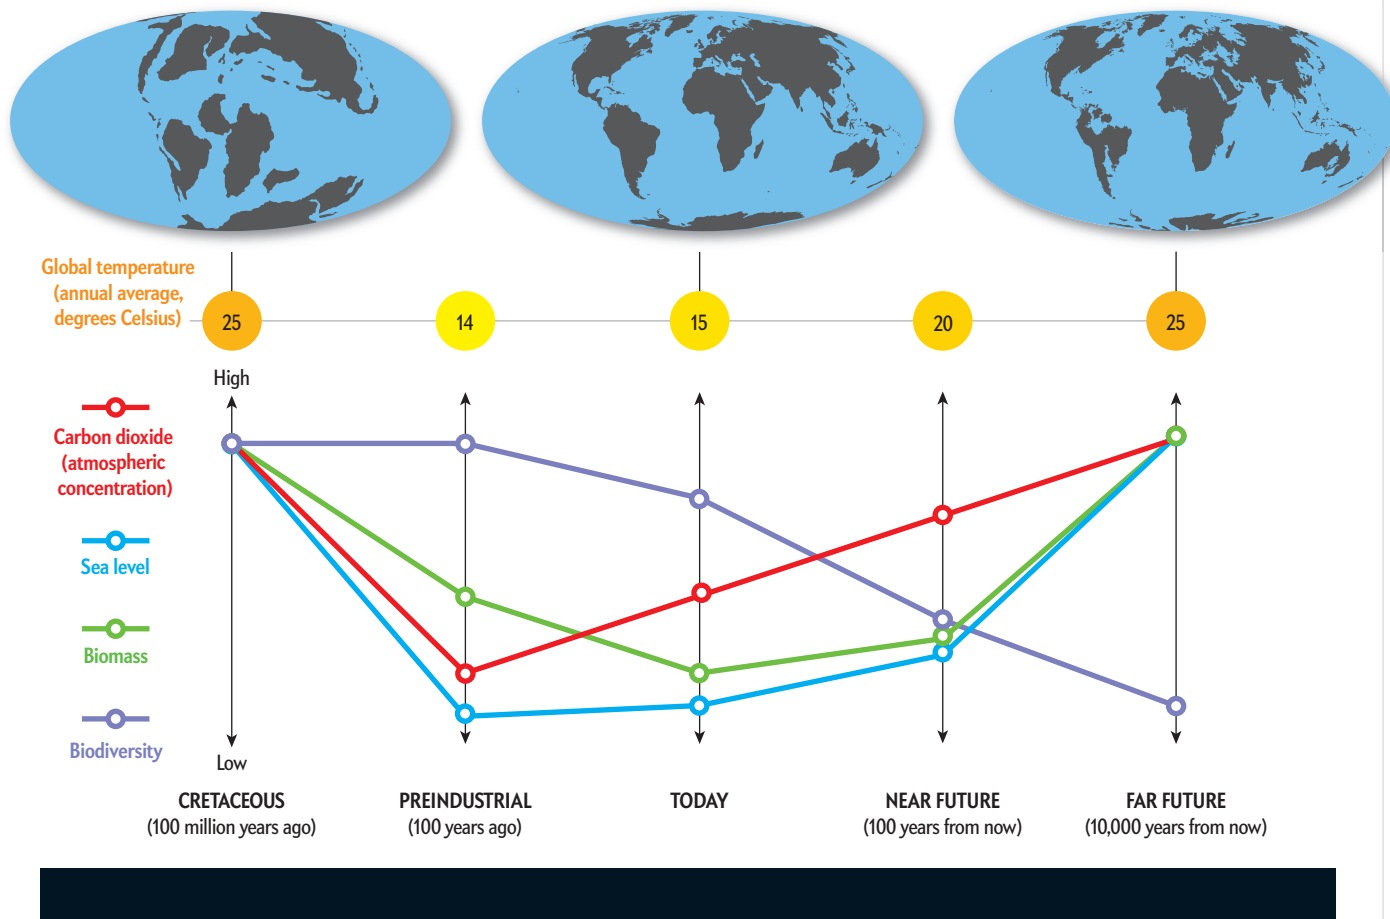 Global temperature
(annual average,
degrees Celsius)
25
14
15
20
25
High
Carbon dioxide
(atmospheric
concentration)
Sea level
Biomass
Biodiversity
Low
CRETACEOUS
(100 million years ago)
PREINDUSTRIAL
(100 years ago)
TODAY
NEAR FUTURE
(100 years from now)
FAR FUTURE
(10,000 years from now)